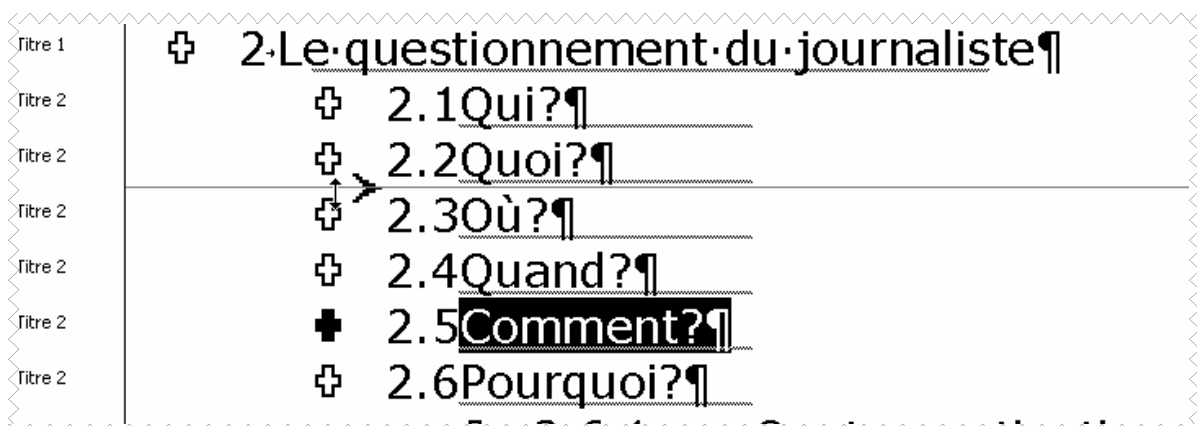 Titre 1 2 Le·questionnement·du·journaliste¶
Titre 2 2.1Qui?¶
Titre 2 2.2Quoi?¶
Titre 2 2.3Où?¶
Titre 2 2.4Quand?¶
Titre 2 2.5Comment?¶
Titre 2 2.6Pourquoi?¶